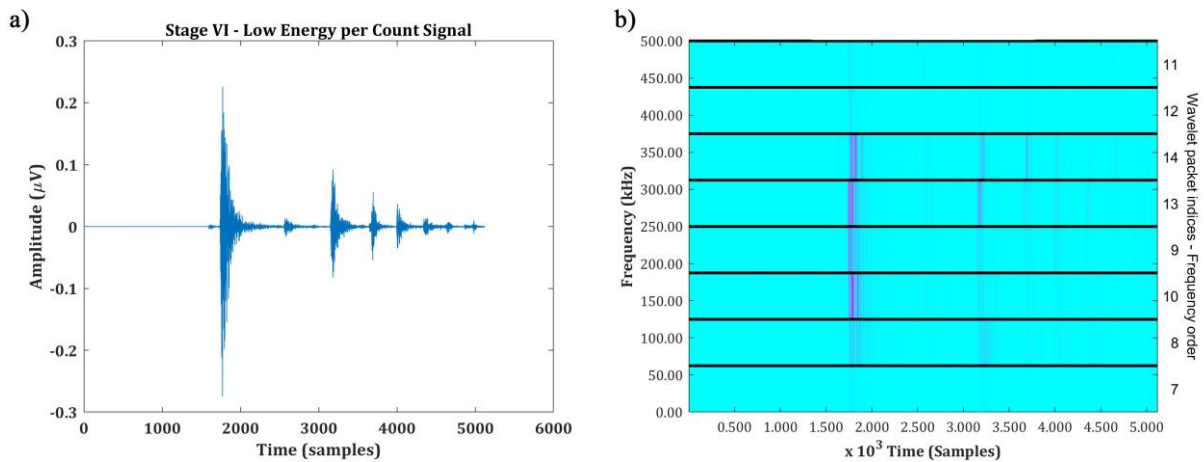 a)
Stage VI - Low Energy per Count Signal
0.3
0.2
0.1
0
-0.1
-0.2
-0.3
Amplitude (μV)
0 1000 2000 3000 4000 5000 6000
Time (samples)
b)
500.00
450.00
400.00
350.00
300.00
250.00
200.00
150.00
100.00
50.00
0.00
Frequency (kHz)
0.500 1.000 1.500 2.000 2.500 3.000 3.500 4.000 4.500 5.000
x 10³ Time (Samples)
11
12
14
13
9
10
8
7
Wavelet packet indices - Frequency order